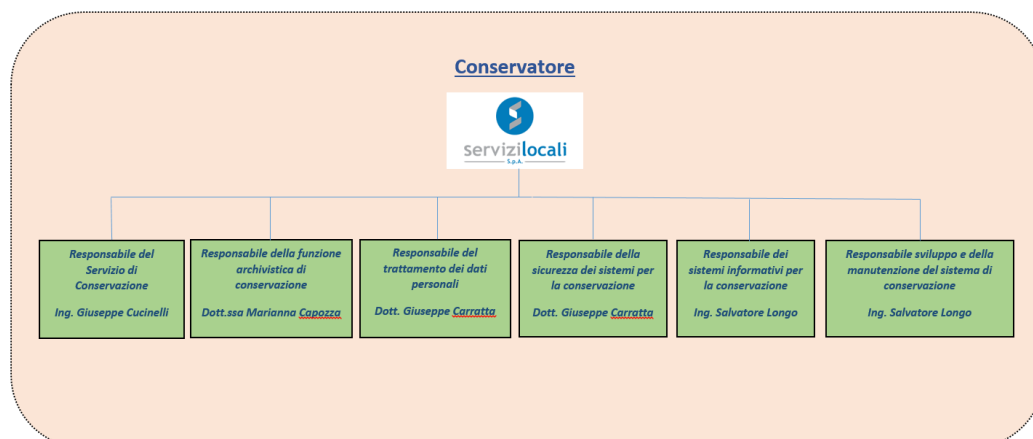 Conservatore
servizilocali
S.p.A.
Responsabile del
Servizio di
Conservazione
Ing. Giuseppe Cucinelli
Responsabile della funzione
archivistica di
conservazione
Dott.ssa Marianna Capozza
Responsabile del
trattamento dei dati
personali
Dott. Giuseppe Carratta
Responsabile della
sicurezza dei sistemi per
la conservazione
Dott. Giuseppe Carratta
Responsabile dei
sistemi informativi per
la conservazione
Ing. Salvatore Longo
Responsabile sviluppo e della
manutenzione del sistema di
conservazione
Ing. Salvatore Longo